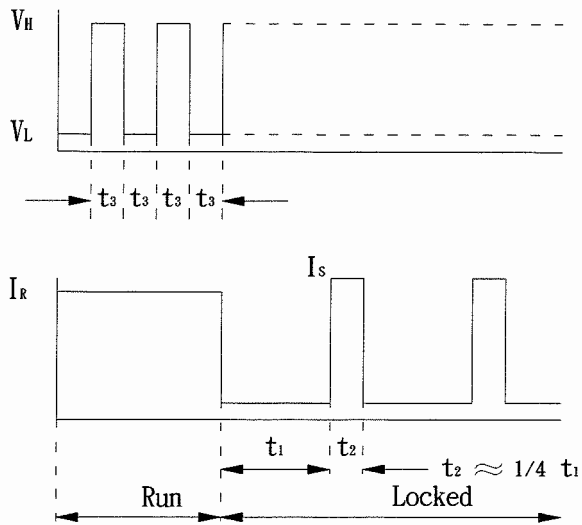 VH
VL
t3 t3 t3 t3
IS
IR
t1 t2 t2 ≈ 1/4 t1
Run Locked